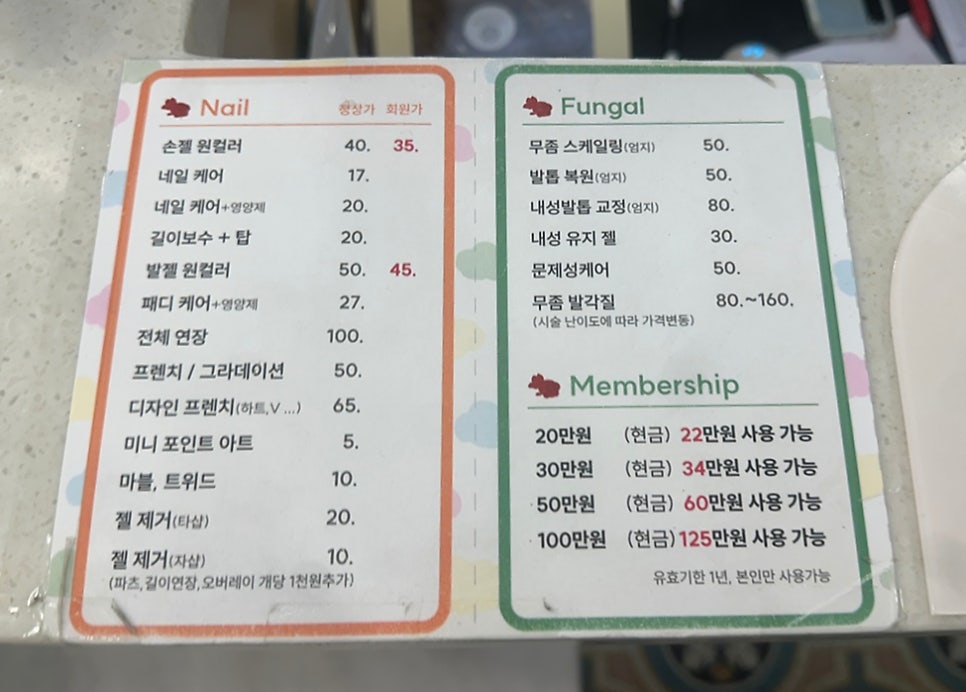 Nail 정상가 회원가
손젤 원컬러 40. 35.
네일 케어 17.
네일 케어+영양제 20.
길이보수 + 탑 20.
발젤 원컬러 50. 45.
패디 케어+영양제 27.
전체 연장 100.
프렌치 / 그라데이션 50.
디자인 프렌치(하트,V ...) 65.
미니 포인트 아트 5.
마블, 트위드 10.
젤 제거(타샵) 20.
젤 제거(자샵) 10.
(파츠,길이연장,오버레이 개당 1천원추가)
Fungal
무좀 스케일링(엄지) 50.
발톱 복원(엄지) 50.
내성발톱 교정(엄지) 80.
내성 유지 젤 30.
문제성케어 50.
무좀 발각질 80.~160.
(시술 난이도에 따라 가격변동)
Membership
20만원 (현금) 22만원 사용 가능
30만원 (현금) 34만원 사용 가능
50만원 (현금) 60만원 사용 가능
100만원 (현금) 125만원 사용 가능
유효기한 1년, 본인만 사용가능